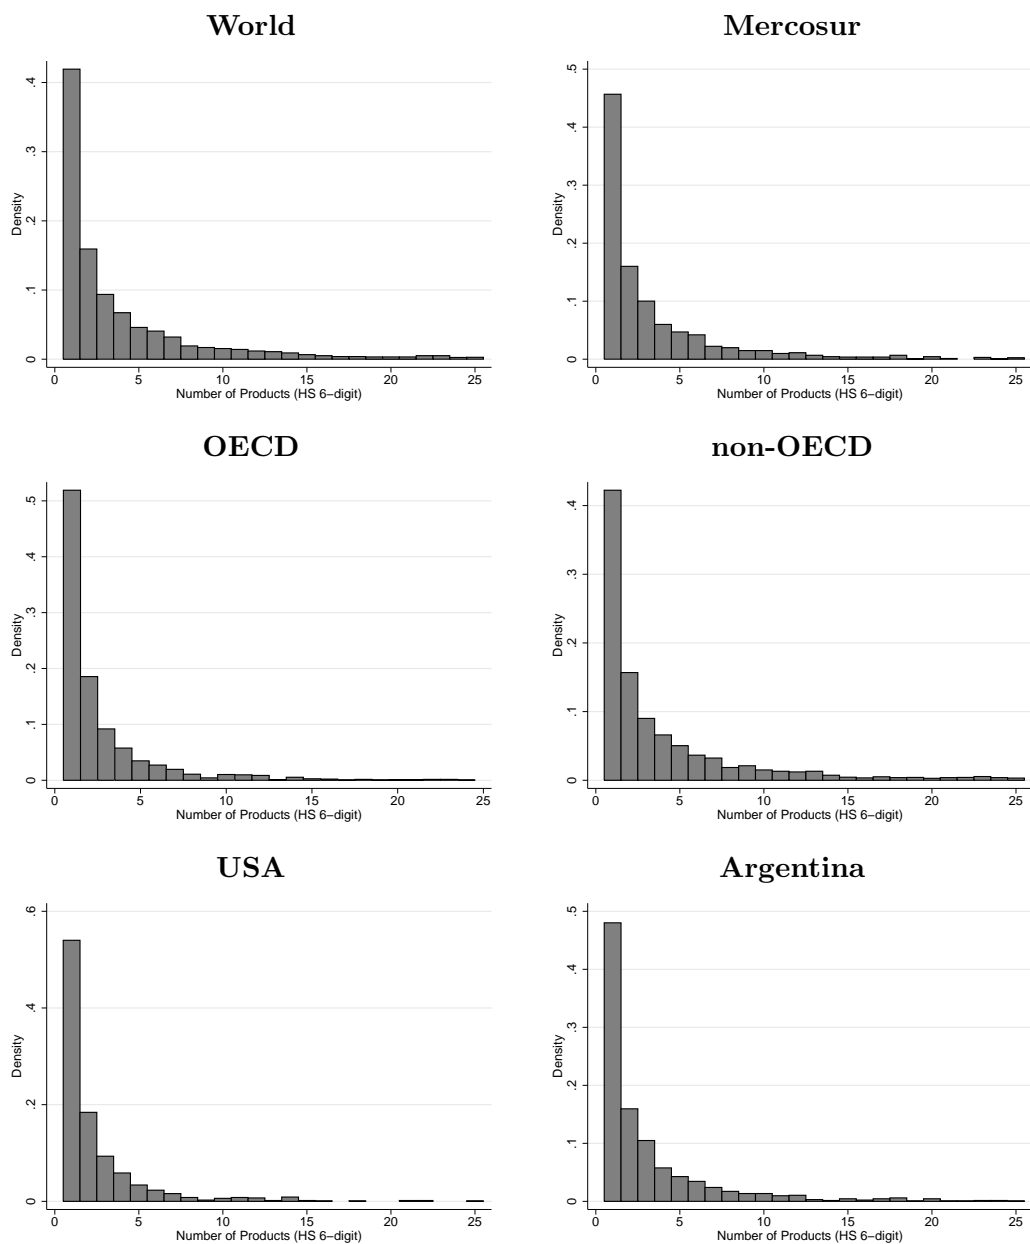 World
Mercosur
Density
0 .1 .2 .3 .4
0 5 10 15 20 25
Number of Products (HS 6−digit)
Density
0 .1 .2 .3 .4 .5
0 5 10 15 20 25
Number of Products (HS 6−digit)
OECD
non-OECD
Density
0 .1 .2 .3 .4 .5
0 5 10 15 20 25
Number of Products (HS 6−digit)
Density
0 .1 .2 .3 .4
0 5 10 15 20 25
Number of Products (HS 6−digit)
USA
Argentina
Density
0 .2 .4 .6
0 5 10 15 20 25
Number of Products (HS 6−digit)
Density
0 .1 .2 .3 .4 .5
0 5 10 15 20 25
Number of Products (HS 6−digit)